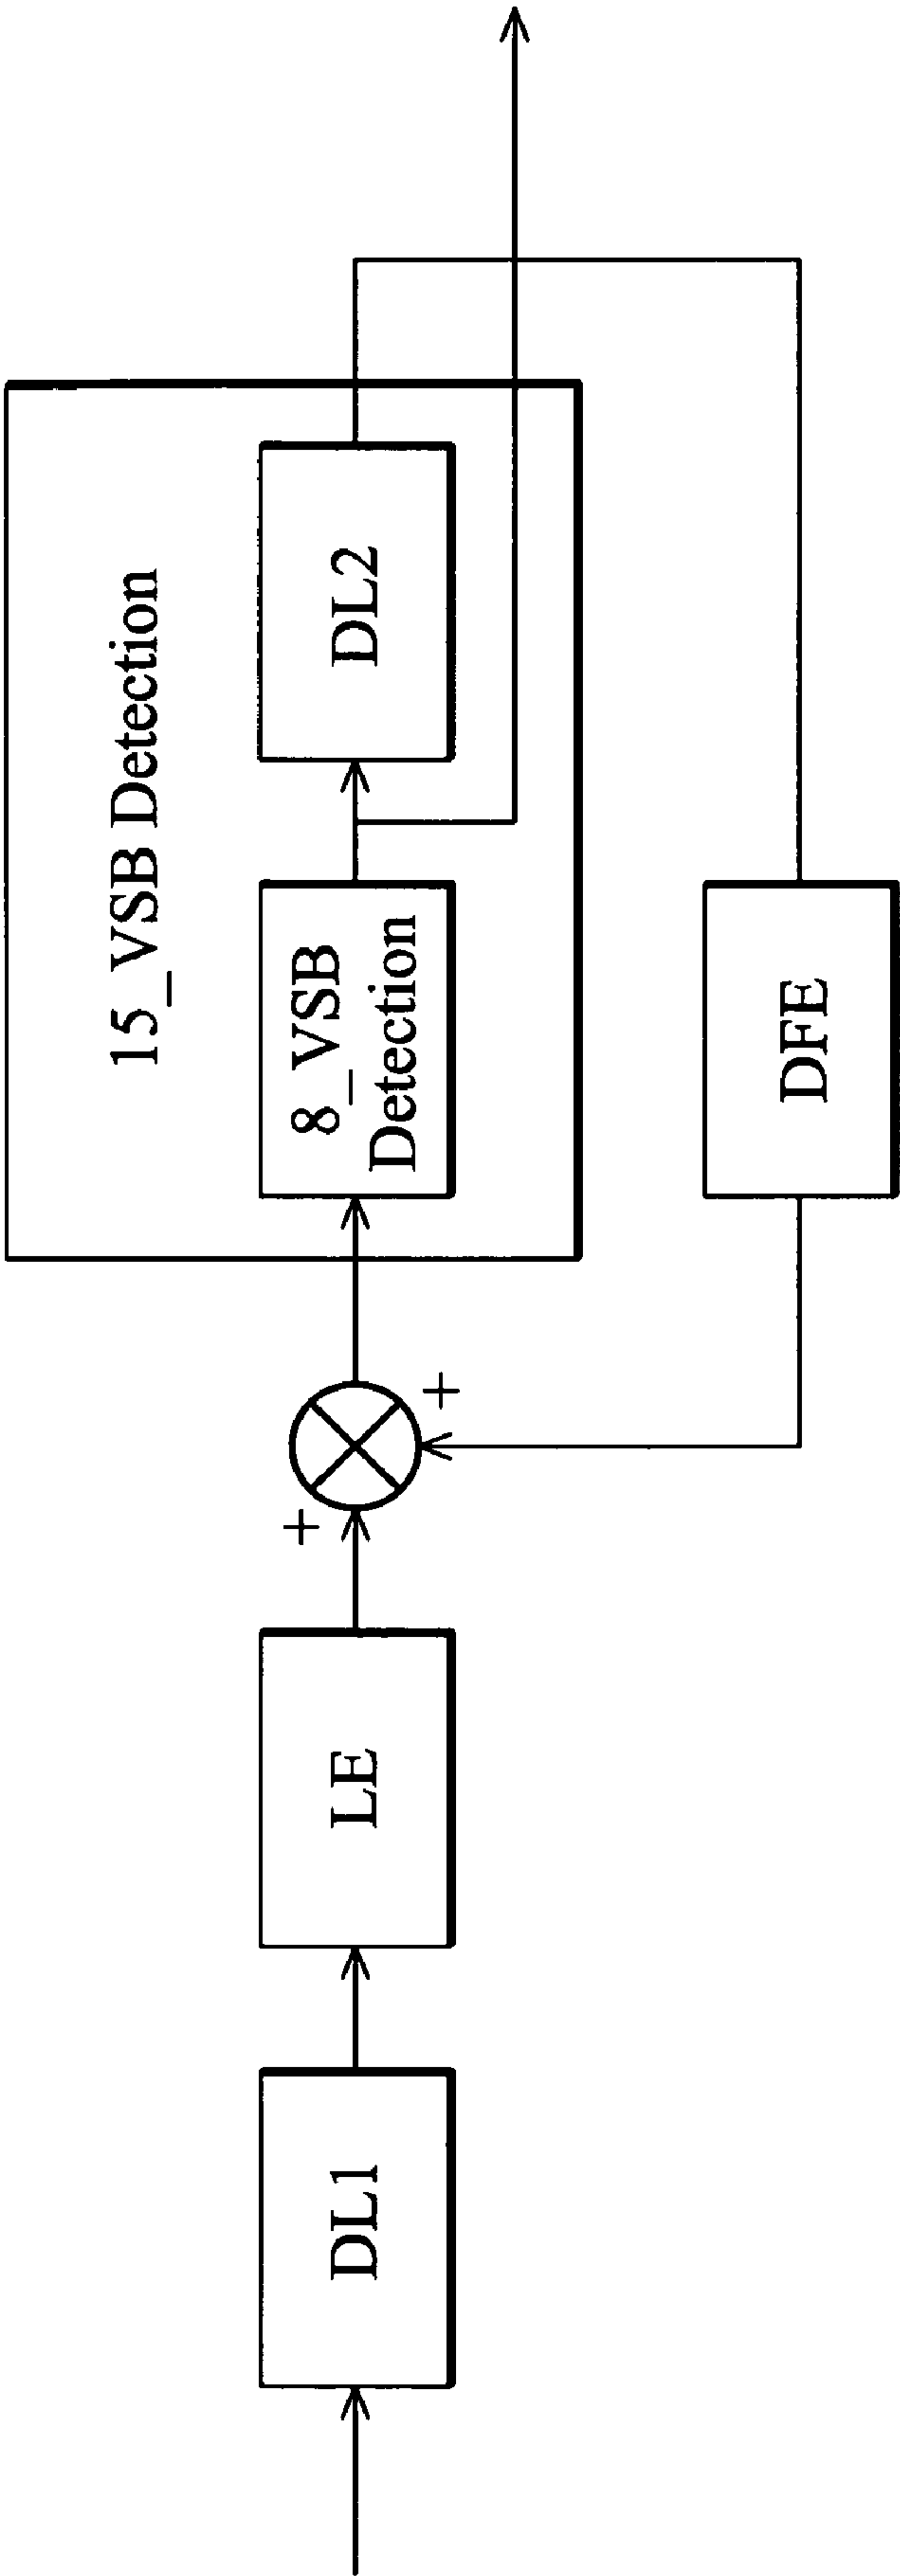 15_VSB Detection
DL1
LE
+
+
8_VSB
Detection
DL2
DFE